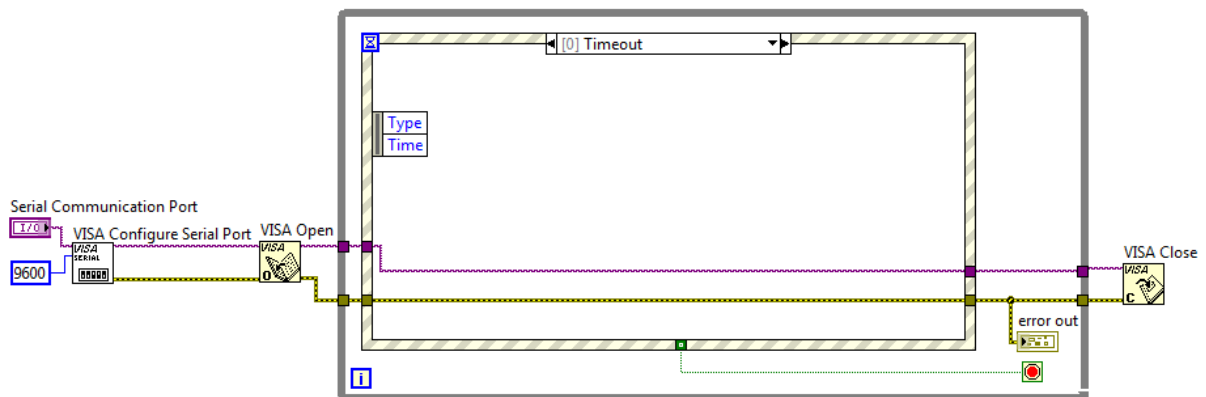 [0] Timeout
Type
Time
Serial Communication Port
I/O
VISA Configure Serial Port
VISA Open
VISA
SERIAL
9600
VISA
O
VISA Close
VISA
C
error out
i